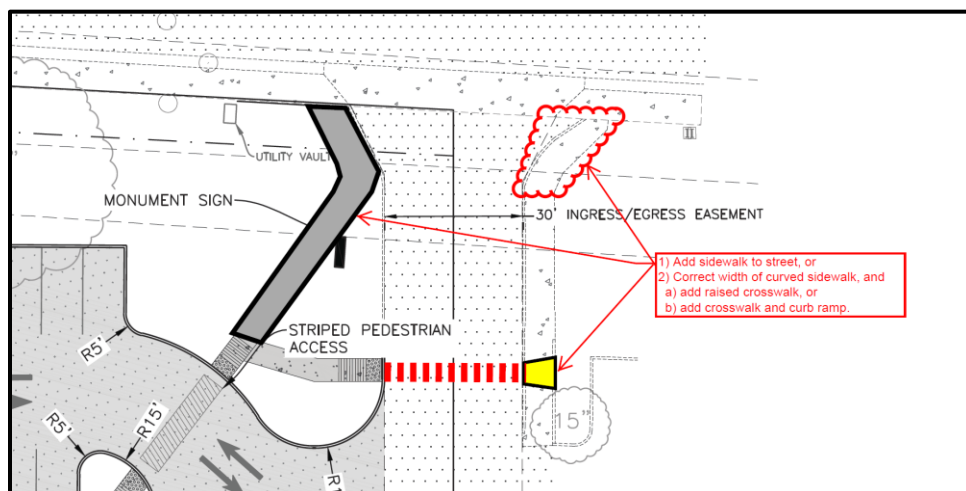 UTILITY VAULT
MONUMENT SIGN
30' INGRESS/EGRESS EASEMENT
1) Add sidewalk to street, or
2) Correct width of curved sidewalk, and
a) add raised crosswalk, or
b) add crosswalk and curb ramp.
STRIPED PEDESTRIAN
ACCESS
R5'
15"
R5'
R15'